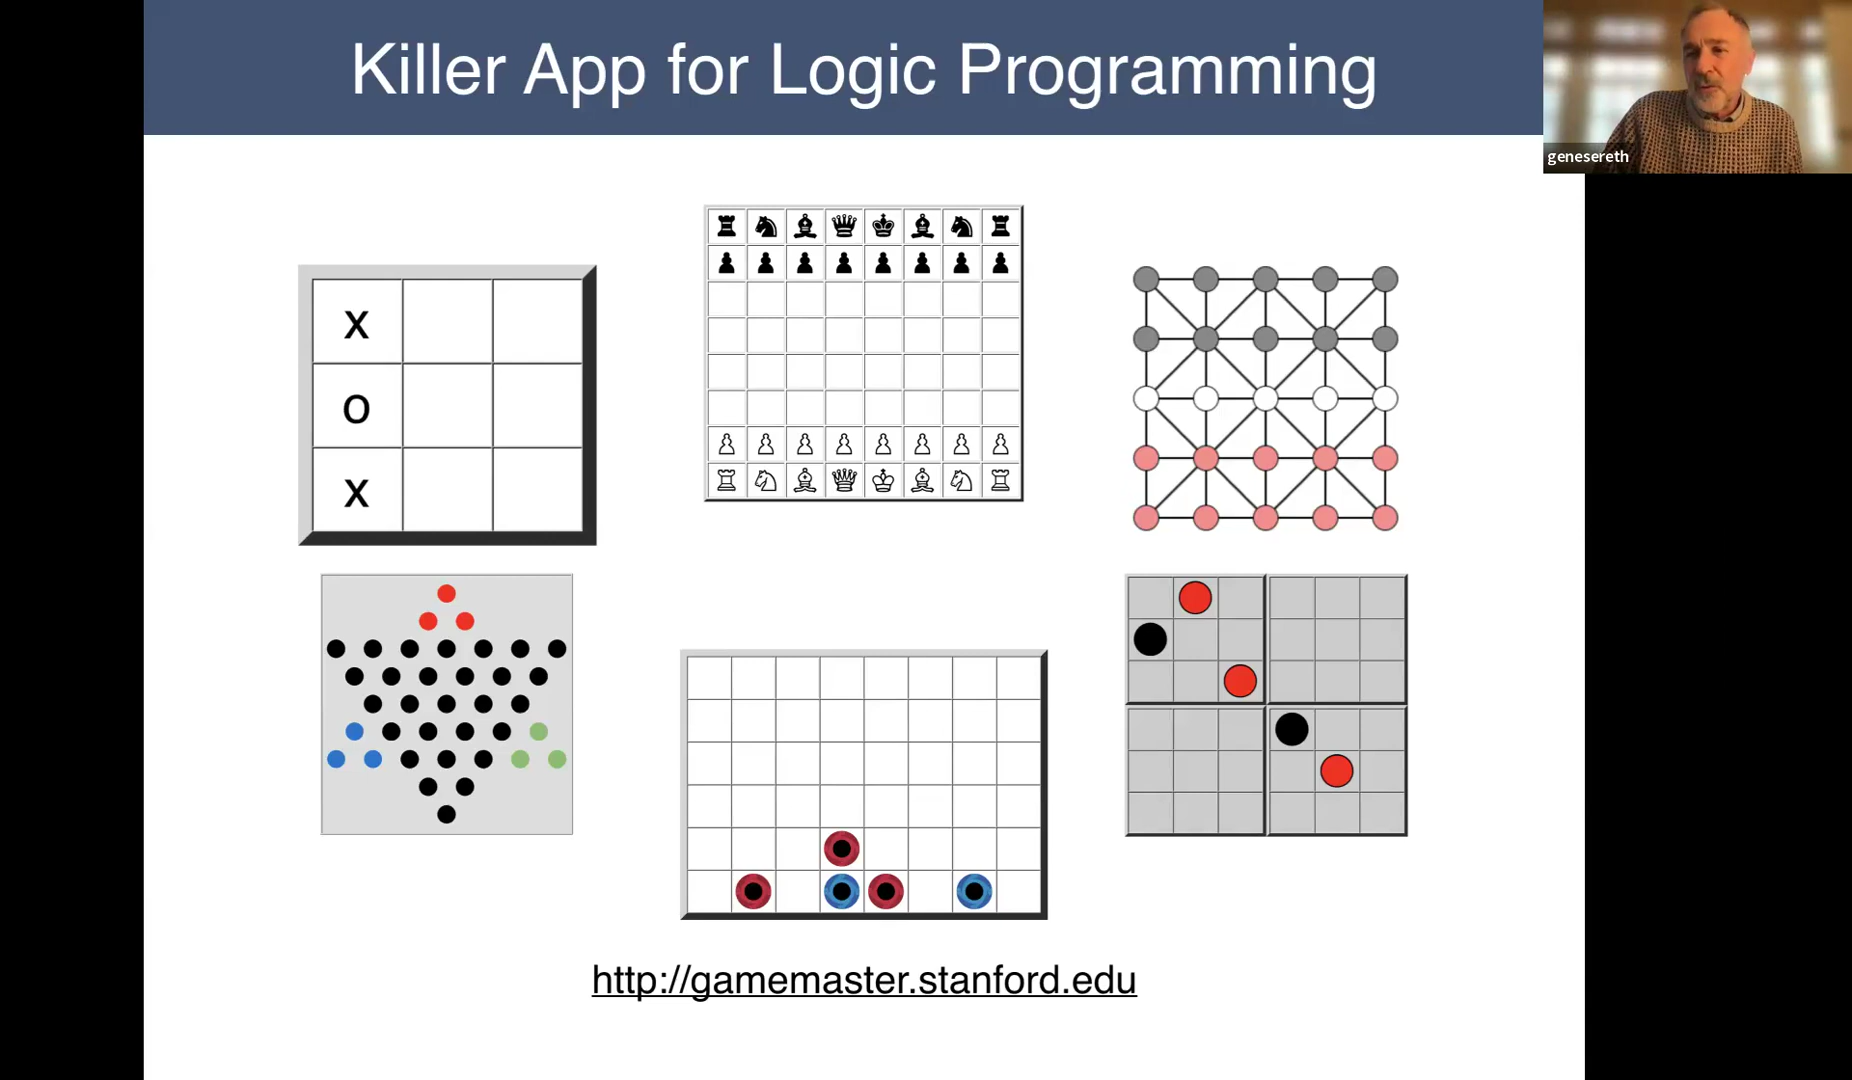 Killer App for Logic Programming
genesereth
X
O
X
http://gamemaster.stanford.edu